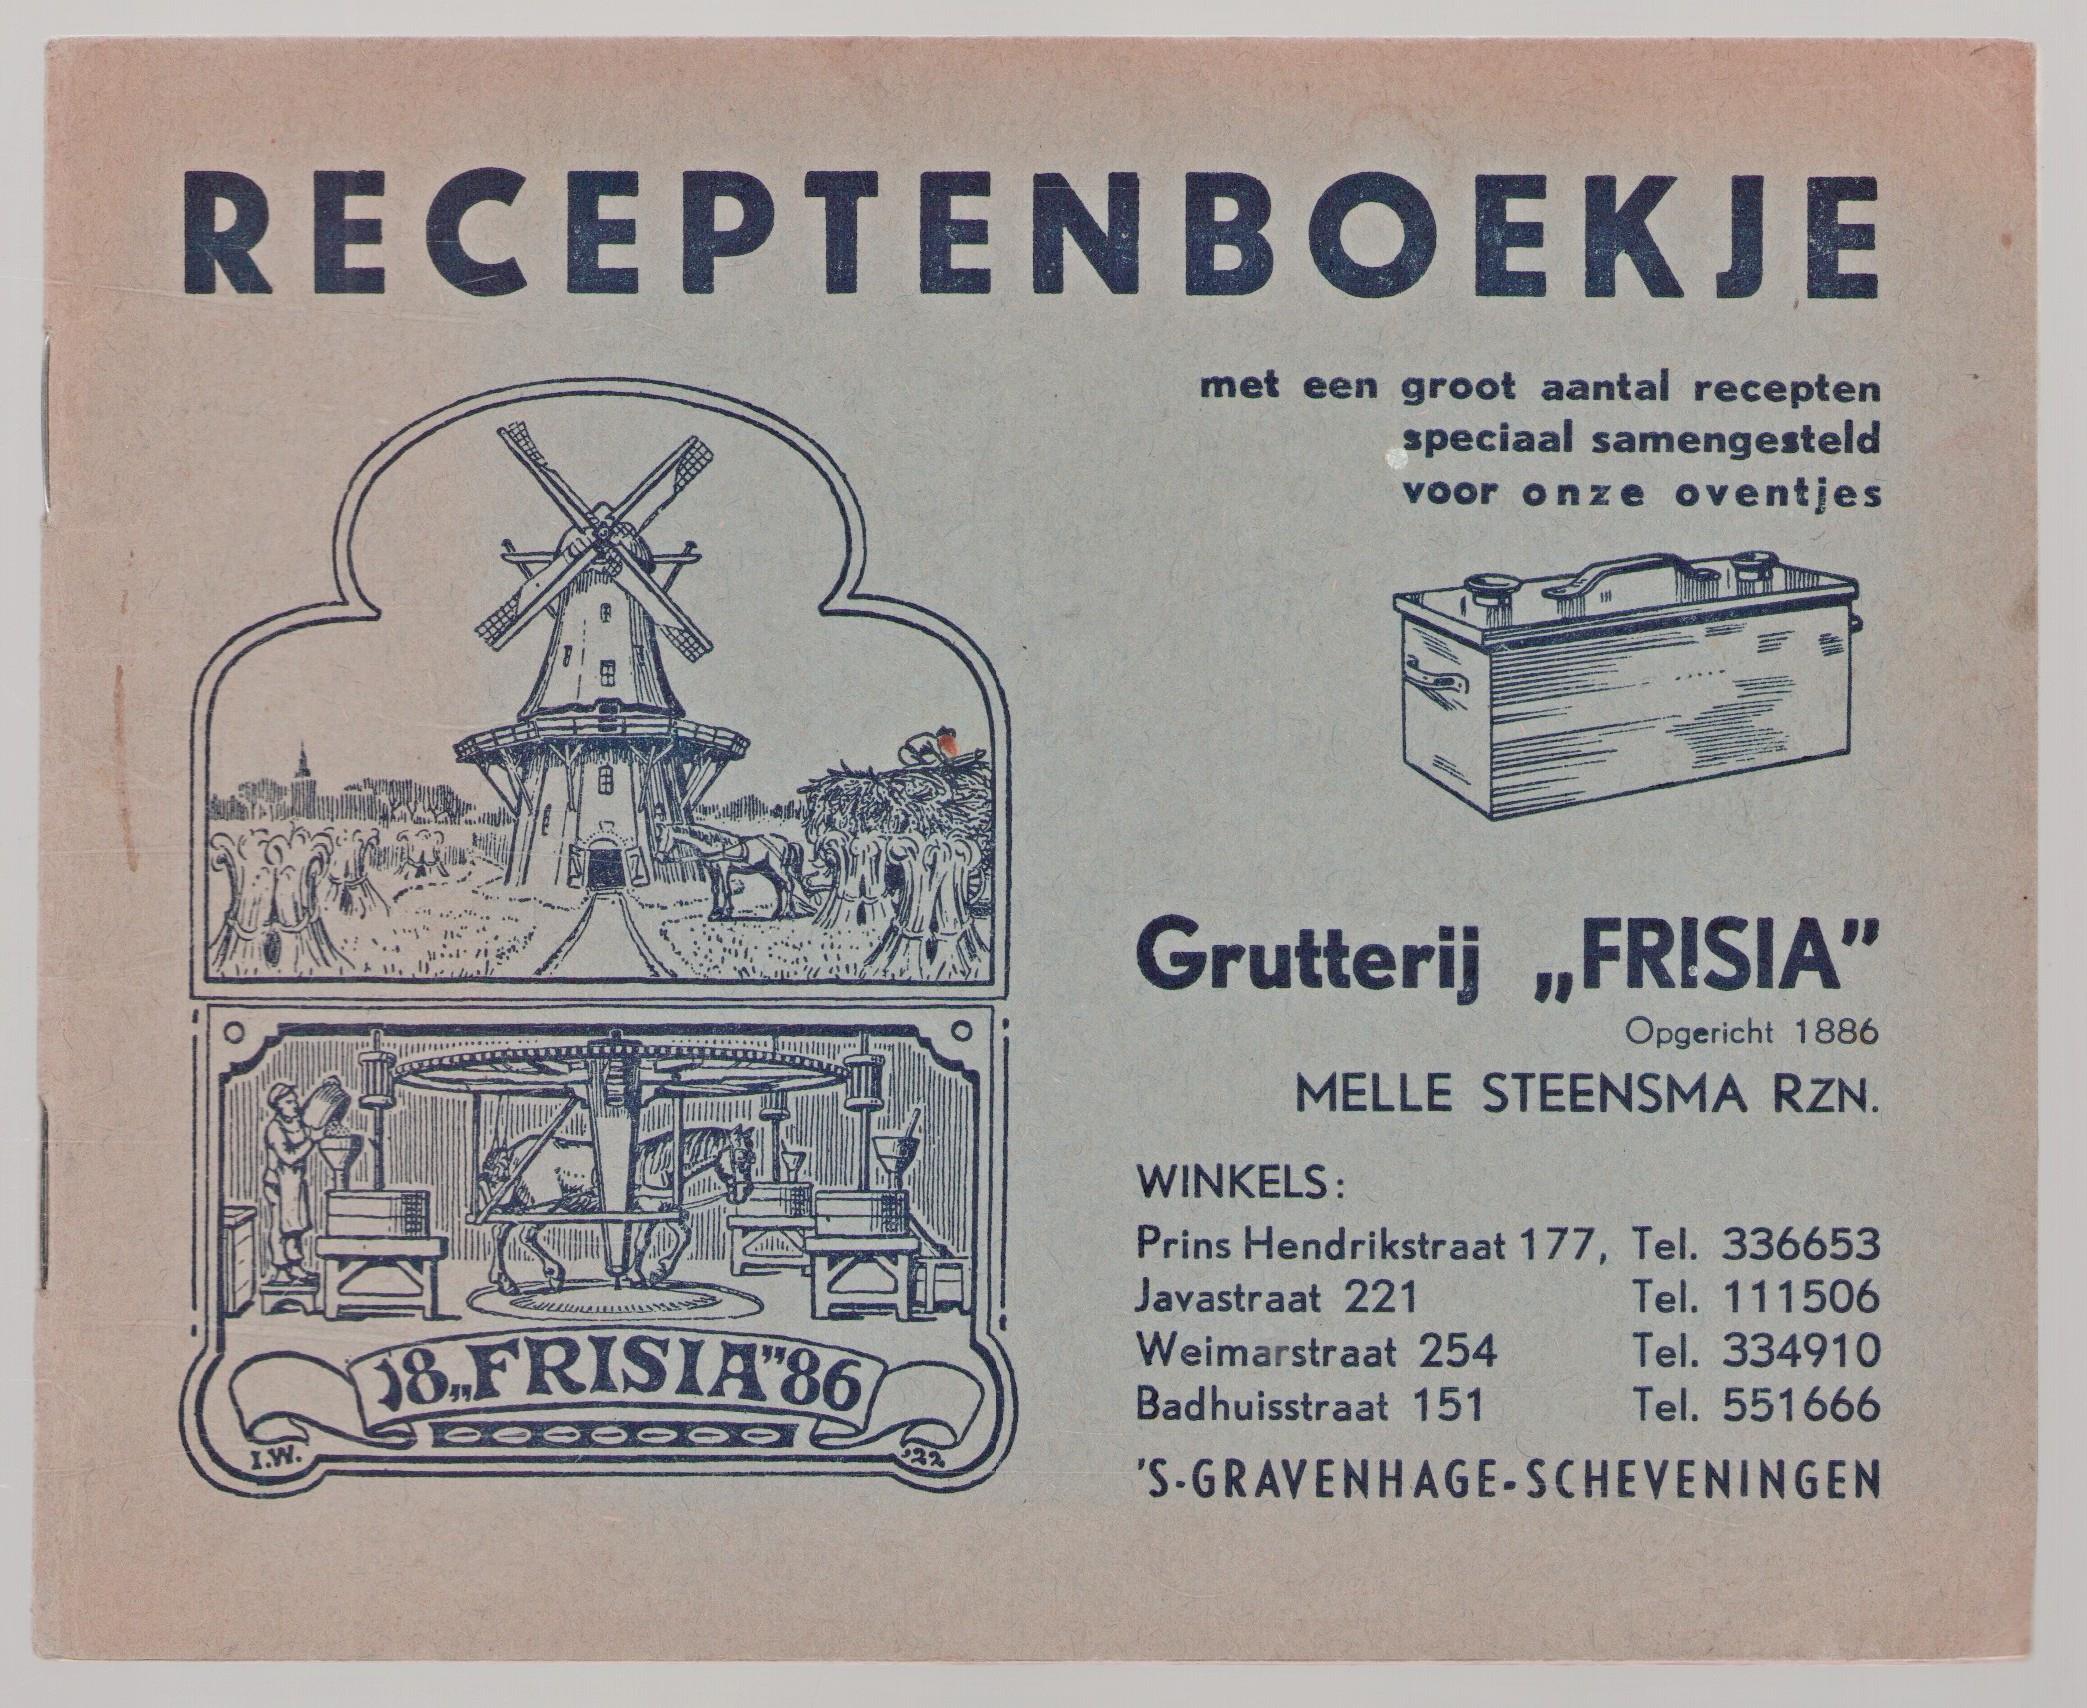 RECEPTENBOEKJE
met een groot aantal recepten
speciaal samengesteld
voor onze oventjes
Grutterij „FRISIA”
Opgericht 1886
MELLE STEENSMA RZN.
WINKELS:
Prins Hendrikstraat 177, Tel. 336653
Javastraat 221 Tel. 111506
Weimarstraat 254 Tel. 334910
Badhuisstraat 151 Tel. 551666
'S-GRAVENHAGE-SCHEVENINGEN
18„FRISIA”86
I.W. '22